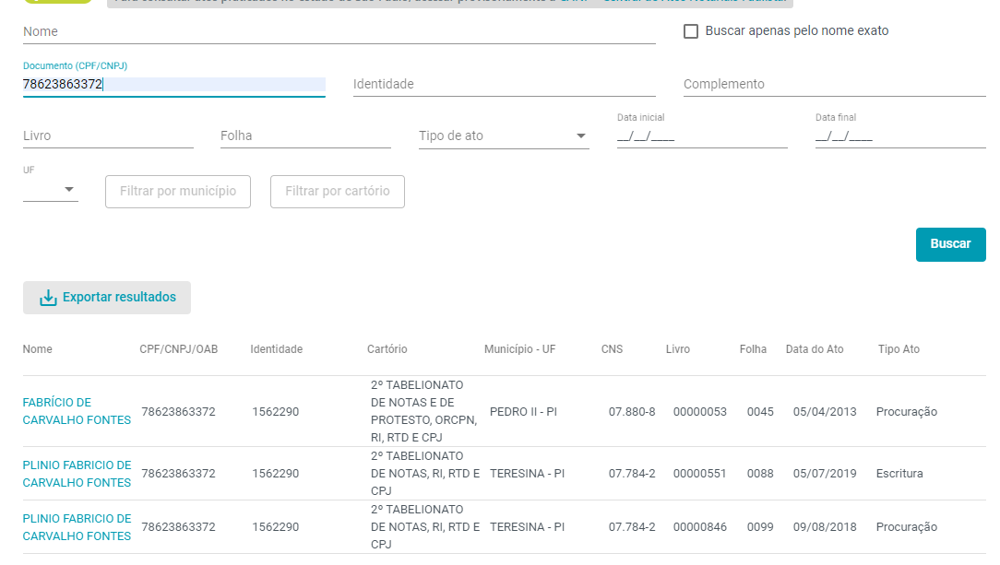 Nome
Buscar apenas pelo nome exato
Documento (CPF/CNPJ)
78623863372
Identidade
Complemento
Livro
Folha
Tipo de ato
Data inicial
__/__/____
Data final
__/__/____
UF
Filtrar por município
Filtrar por cartório
Buscar
Exportar resultados
Nome CPF/CNPJ/OAB Identidade Cartório Município - UF CNS Livro Folha Data do Ato Tipo Ato
FABRÍCIO DE
CARVALHO FONTES
78623863372
1562290
2º TABELIONATO
DE NOTAS E DE
PROTESTO, ORCPN,
RI, RTD E CPJ
PEDRO II - PI
07.880-8
00000053
0045
05/04/2013
Procuração
PLINIO FABRICIO DE
CARVALHO FONTES
78623863372
1562290
2º TABELIONATO
DE NOTAS, RI, RTD E
CPJ
TERESINA - PI
07.784-2
00000551
0088
05/07/2019
Escritura
PLINIO FABRICIO DE
CARVALHO FONTES
78623863372
1562290
2º TABELIONATO
DE NOTAS, RI, RTD E
CPJ
TERESINA - PI
07.784-2
00000846
0099
09/08/2018
Procuração